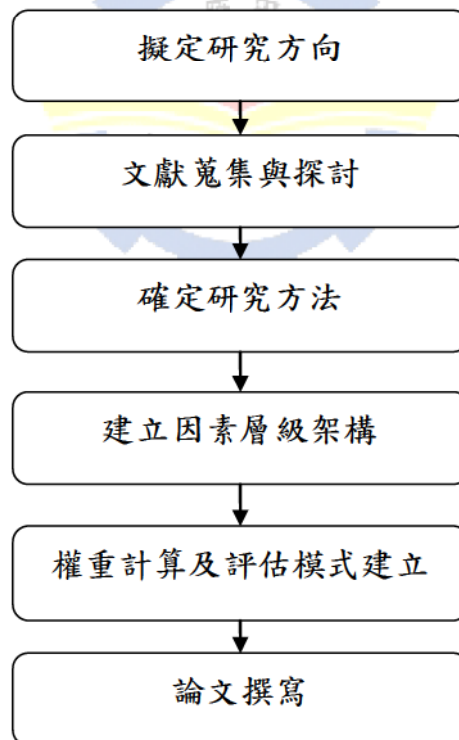 擬定研究方向
文獻蒐集與探討
確定研究方法
建立因素層級架構
權重計算及評估模式建立
論文撰寫